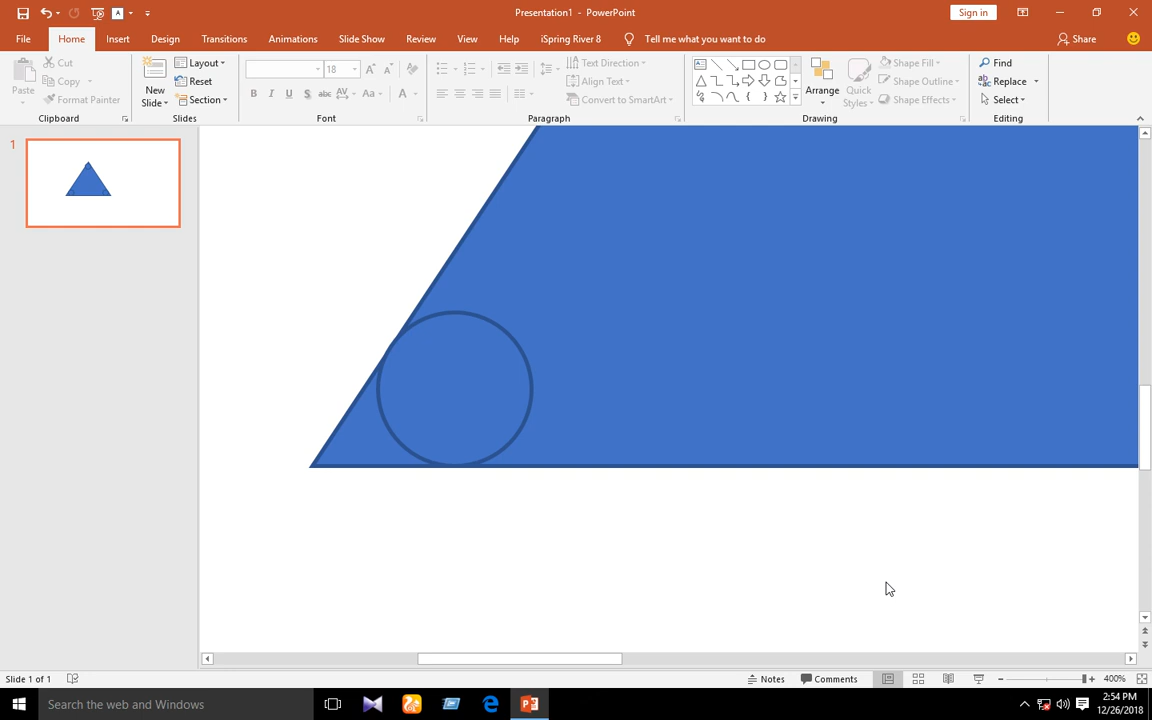 Presentation1 - PowerPoint
Sign in
File Home Insert Design Transitions Animations Slide Show Review View Help iSpring River 8 Tell me what you want to do Share
Paste
Cut
Copy
Format Painter
Clipboard
New Slide
Layout
Reset
Section
Slides
18
B I U S abc AV Aa A
Font
Text Direction
Align Text
Convert to SmartArt
Paragraph
Arrange
Quick Styles
Shape Fill
Shape Outline
Shape Effects
Drawing
Find
Replace
Select
Editing
1
Slide 1 of 1
Notes
Comments
400%
Search the web and Windows
2:54 PM
12/26/2018